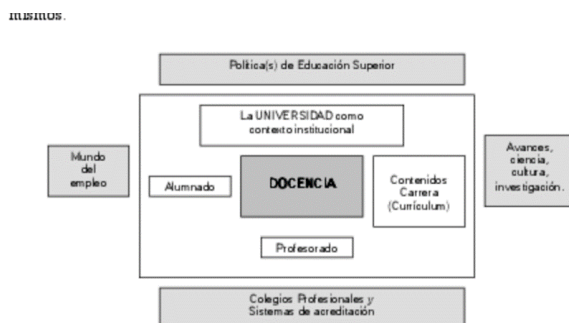 mismos.
Política(s) de Educación Superior
La UNIVERSIDAD como
contexto institucional
Mundo
del
empleo
Alumnado
DOCENCIA
Contenidos
Carrera
(Currículum)
Avances,
ciencia,
cultura,
investigación.
Profesorado
Colegios Profesionales y
Sistemas de acreditación